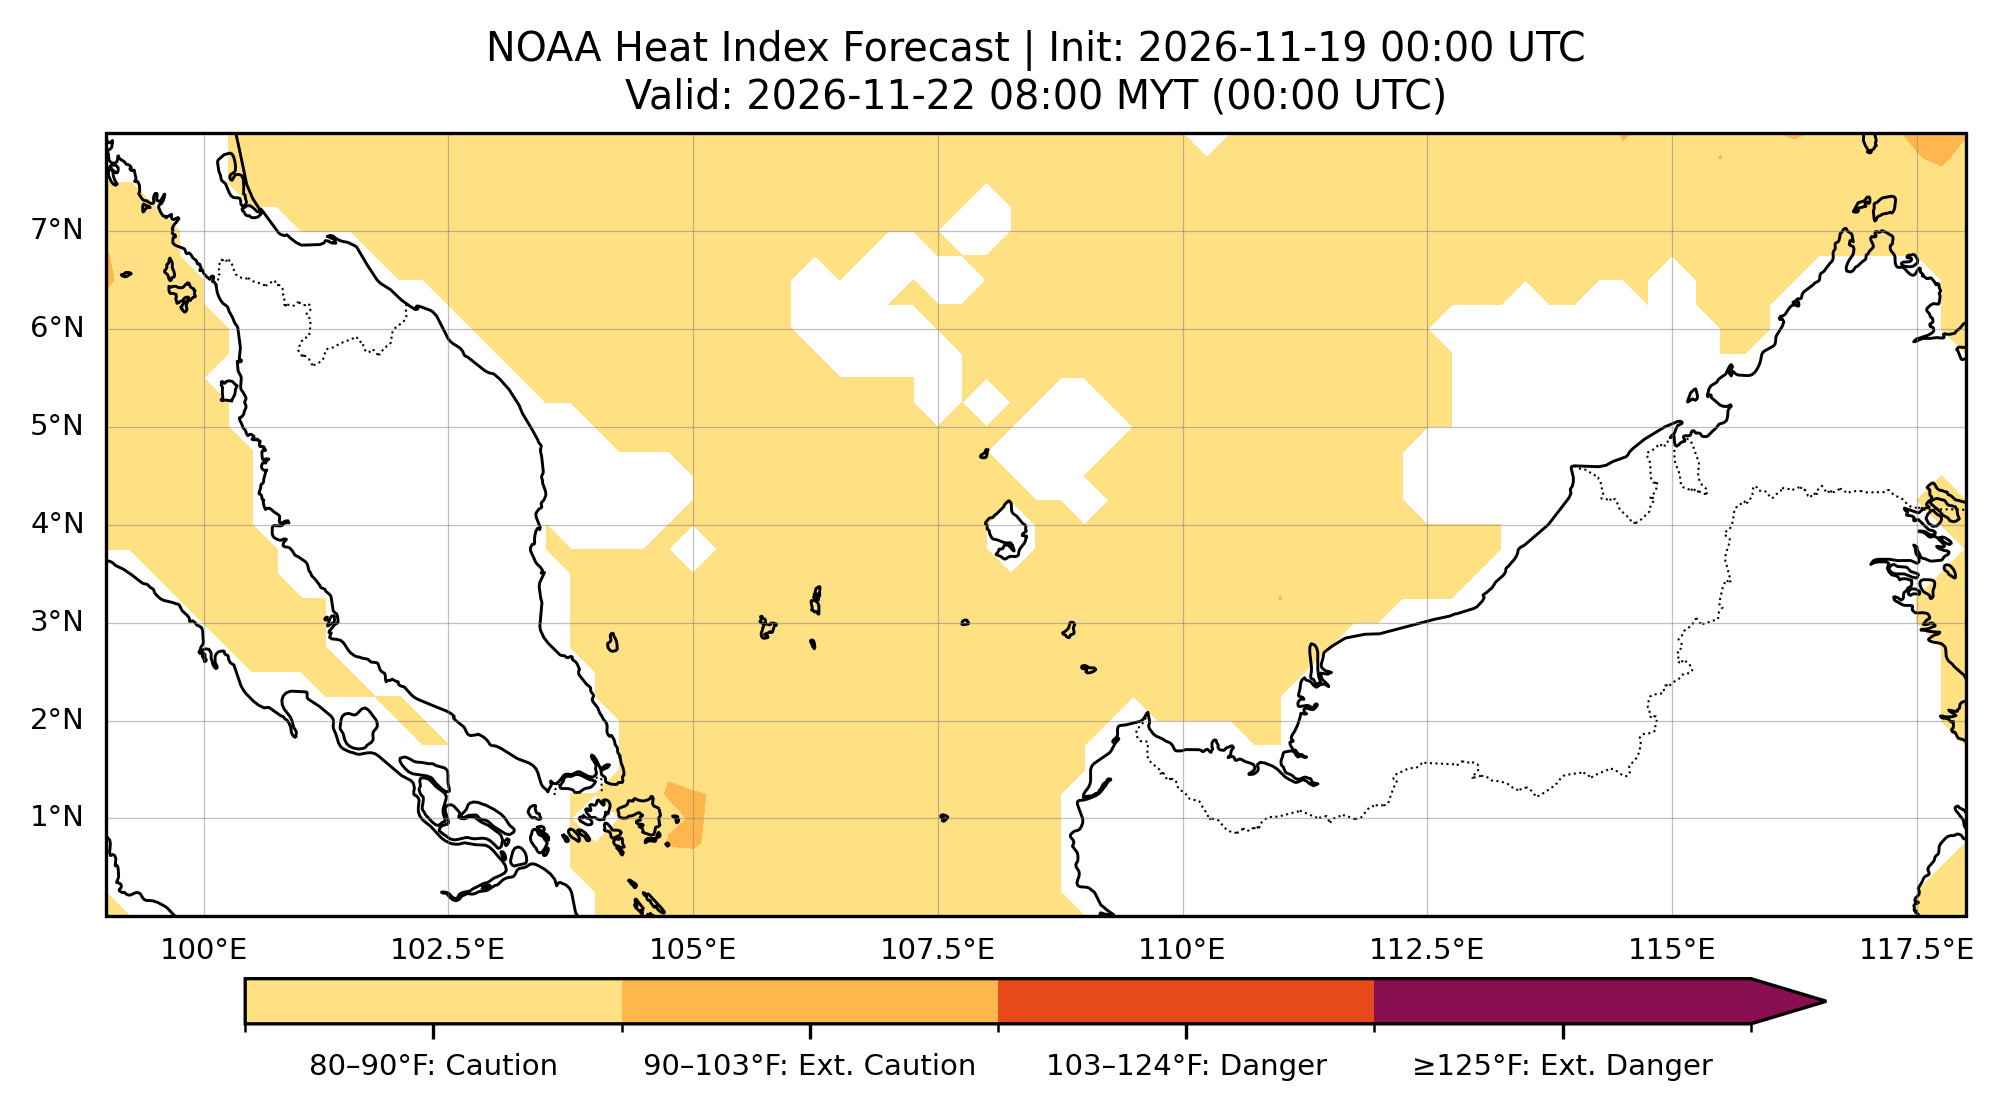 NOAA Heat Index Forecast | Init: 2026-11-19 00:00 UTC
Valid: 2026-11-22 08:00 MYT (00:00 UTC)
7°N
6°N
5°N
4°N
3°N
2°N
1°N
100°E 102.5°E 105°E 107.5°E 110°E 112.5°E 115°E 117.5°E
80–90°F: Caution 90–103°F: Ext. Caution 103–124°F: Danger ≥125°F: Ext. Danger